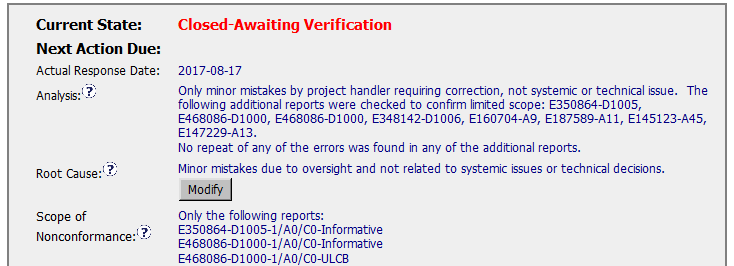 Current State: Closed-Awaiting Verification
Next Action Due:
Actual Response Date: 2017-08-17
Analysis:? Only minor mistakes by project handler requiring correction, not systemic or technical issue. The
following additional reports were checked to confirm limited scope: E350864-D1005,
E468086-D1000, E468086-D1000, E348142-D1006, E160704-A9, E187589-A11, E145123-A45,
E147229-A13.
No repeat of any of the errors was found in any of the additional reports.
Root Cause:? Minor mistakes due to oversight and not related to systemic issues or technical decisions.
Modify
Scope of Nonconformance:? Only the following reports:
E350864-D1005-1/A0/C0-Informative
E468086-D1000-1/A0/C0-Informative
E468086-D1000-1/A0/C0-ULCB